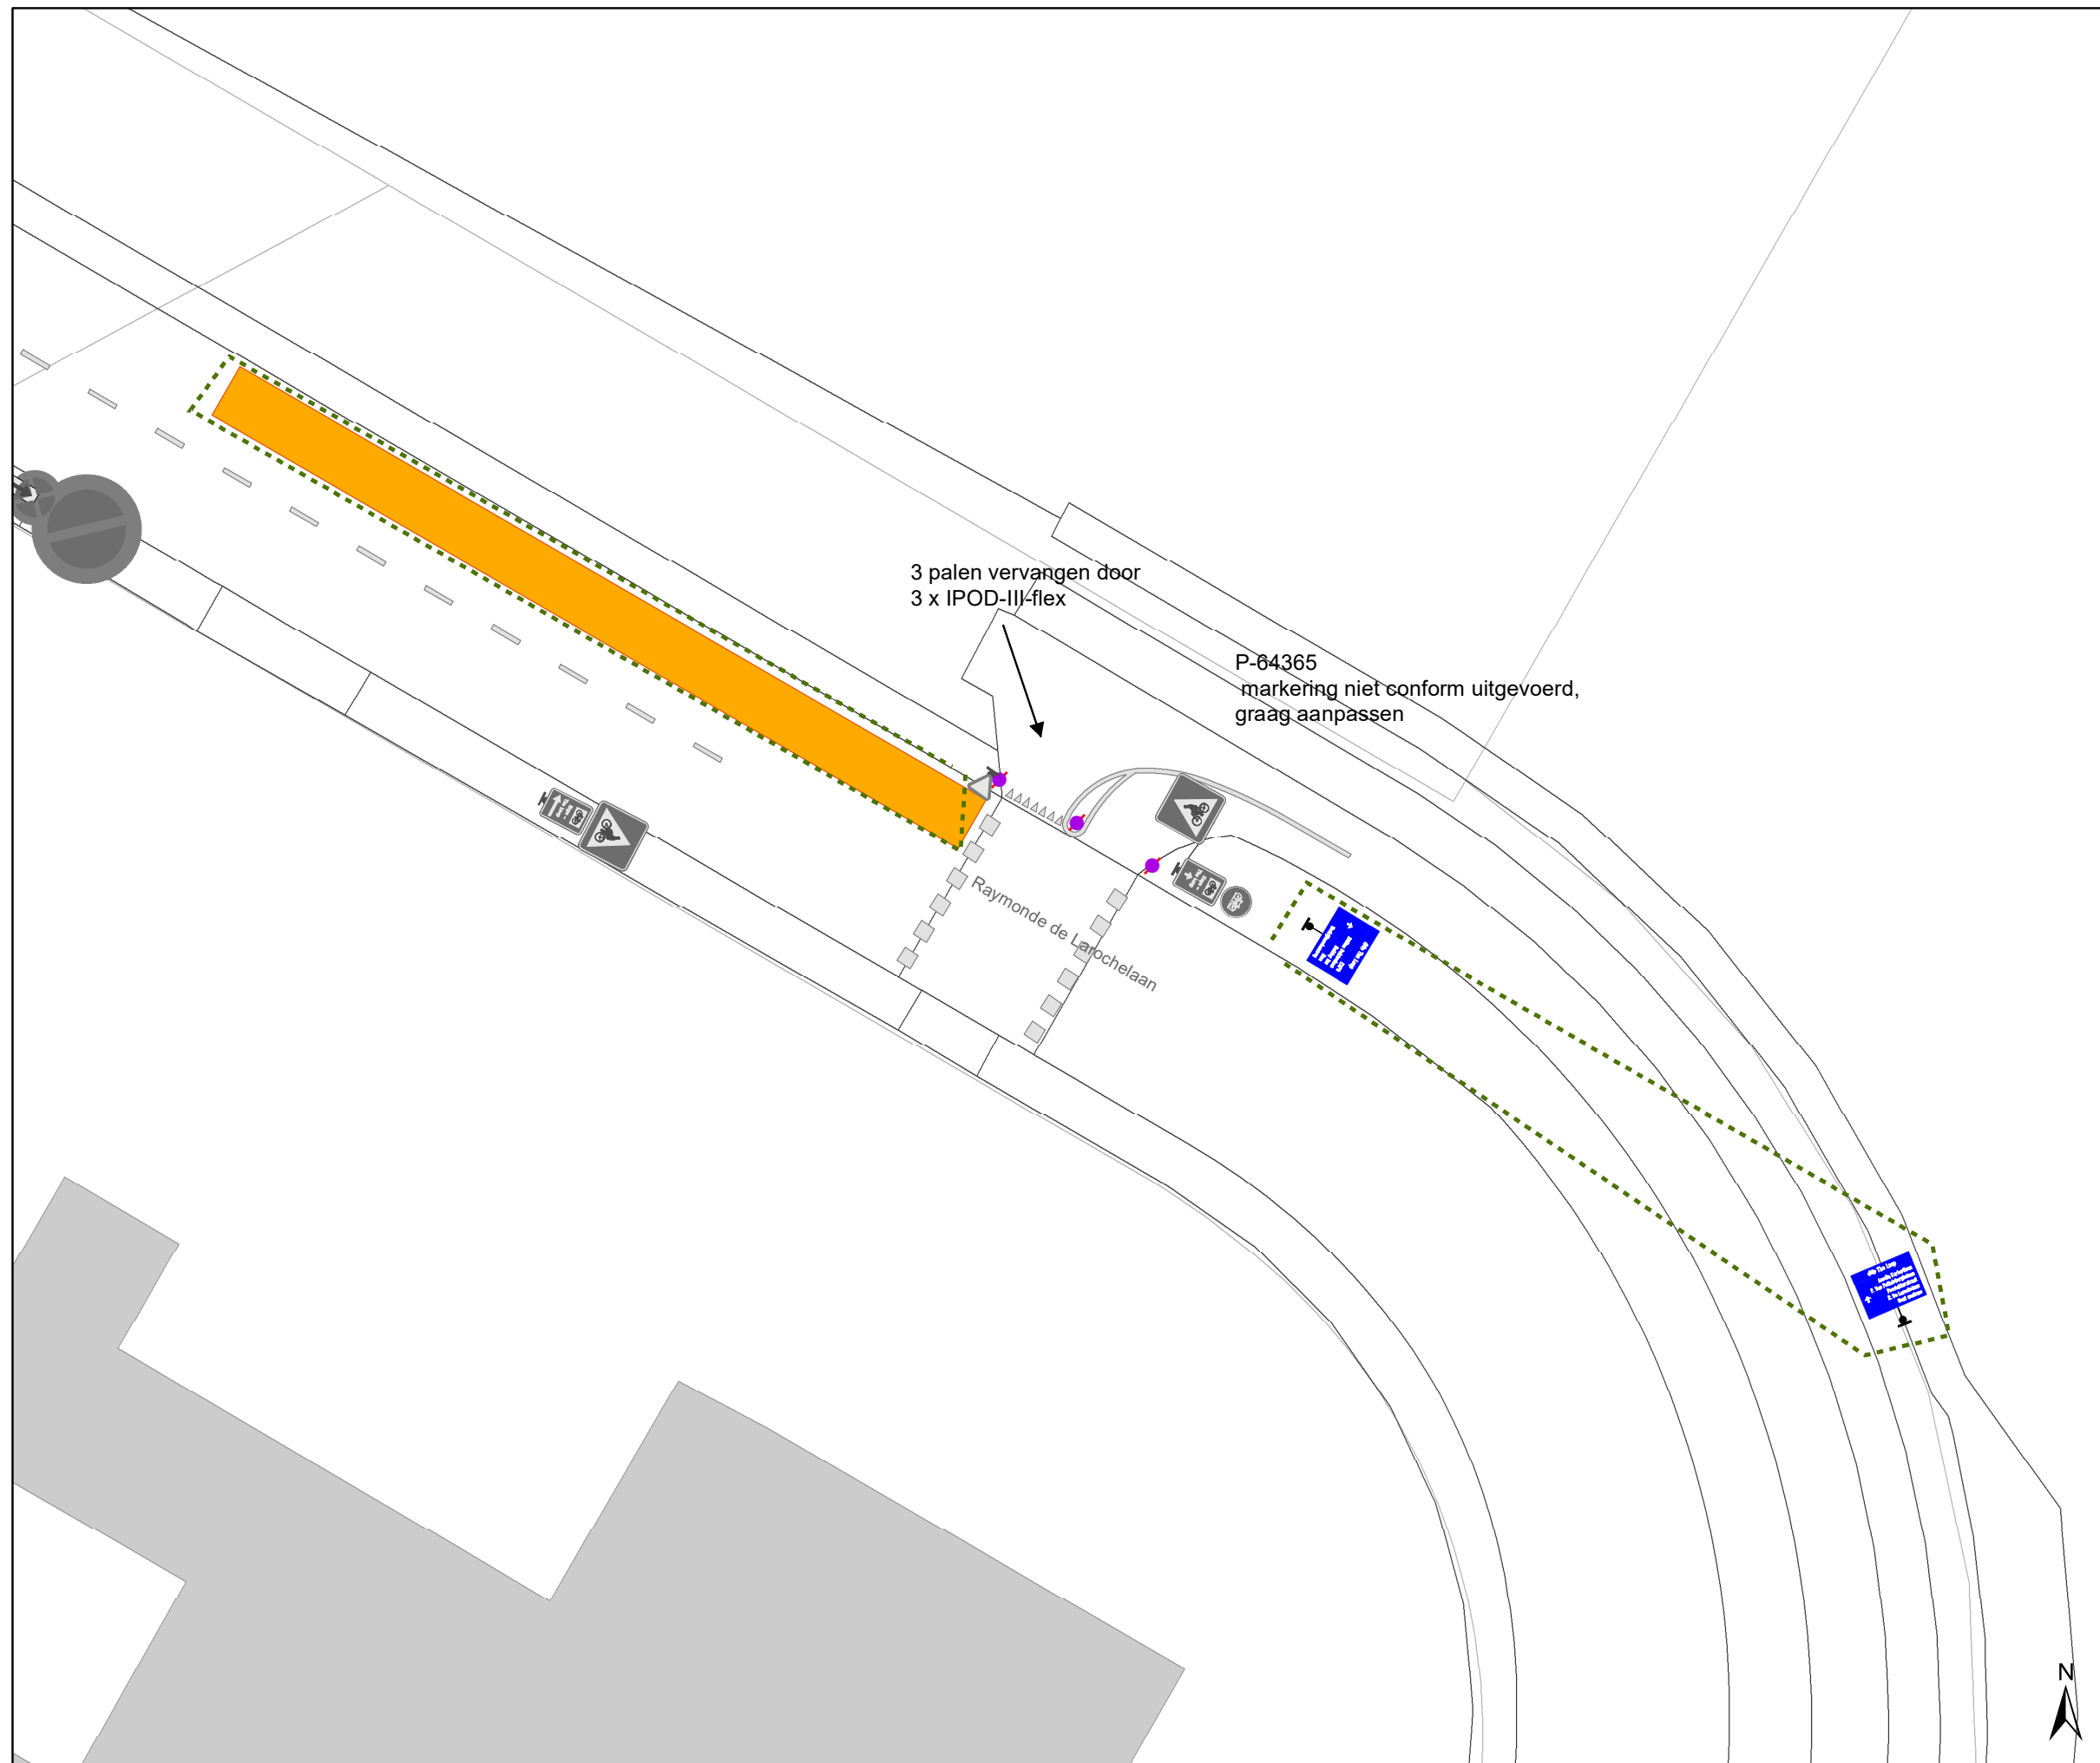 3 palen vervangen door
3 x IPOD-III-flex
P-64365
markering niet conform uitgevoerd,
graag aanpassen
Raymonde de Larochelaan
N